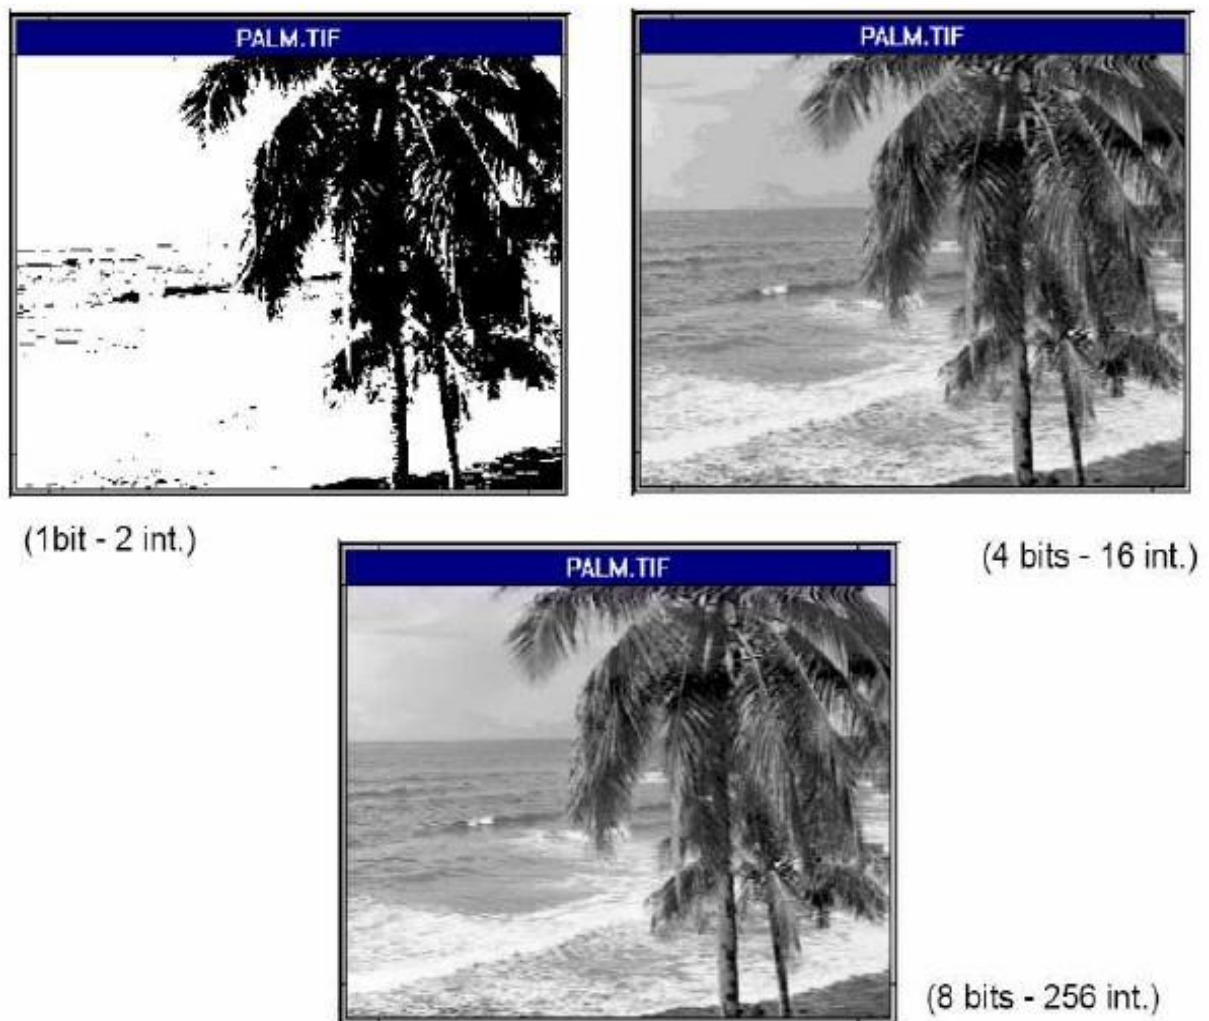 PALM.TIF
PALM.TIF
(1bit - 2 int.)
(4 bits - 16 int.)
PALM.TIF
(8 bits - 256 int.)